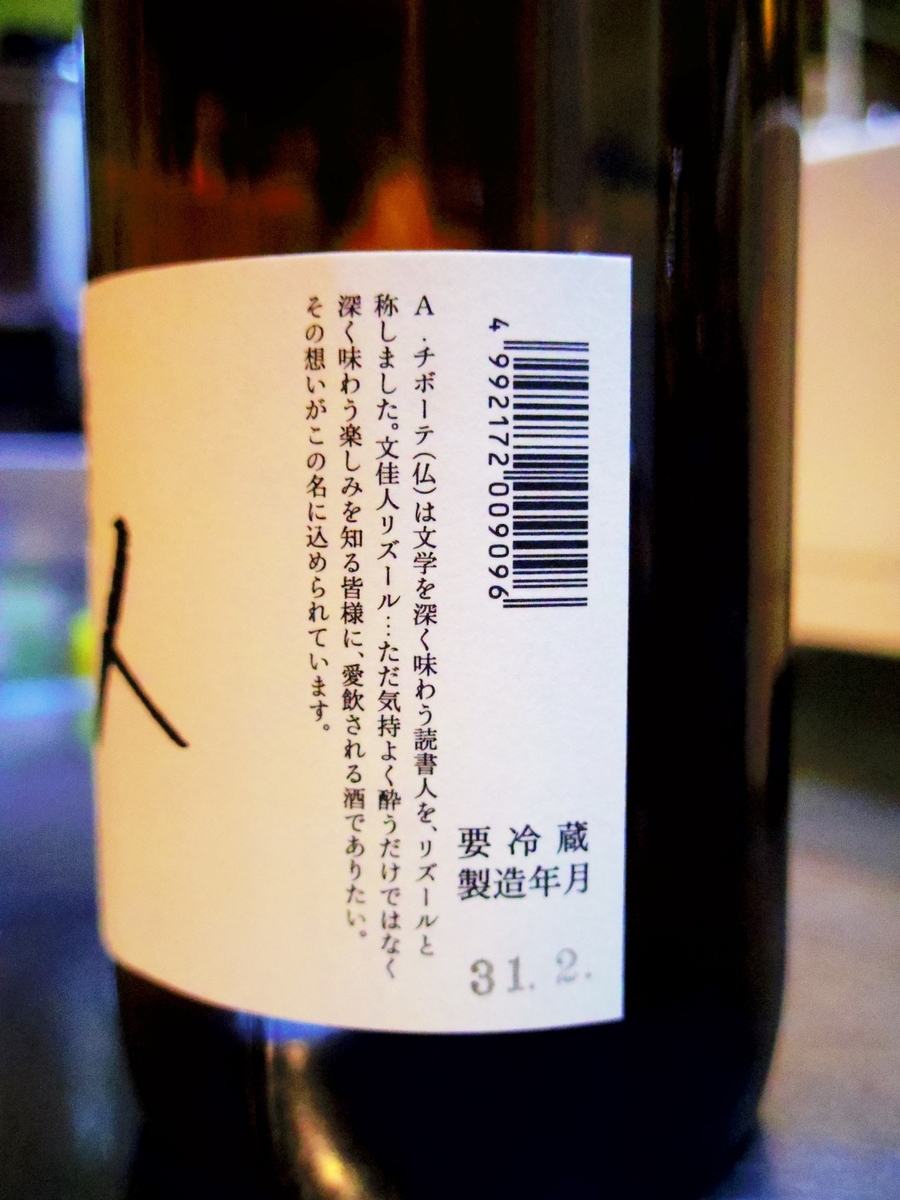 4 992172 009096
要冷蔵
製造年月
31. 2.
A.チボーテ(仏)は文学を深く味わう読書人を、リズールと
称しました。文佳人リズール…ただ気持よく酔うだけではなく
深く味わう楽しみを知る皆様に、愛飲される酒でありたい。
その想いがこの名に込められています。
人